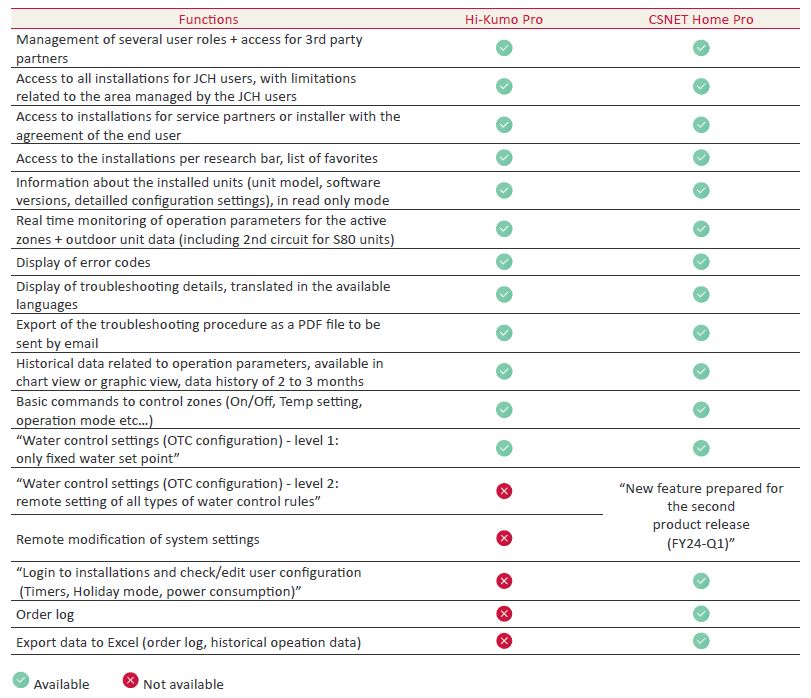 Functions Hi-Kumo Pro CSNET Home Pro
Management of several user roles + access for 3rd party
partners
Access to all installations for JCH users, with limitations
related to the area managed by the JCH users
Access to installations for service partners or installer with the
agreement of the end user
Access to the installations per research bar, list of favorites
Information about the installed units (unit model, software
versions, detailled configuration settings), in read only mode
Real time monitoring of operation parameters for the active
zones + outdoor unit data (including 2nd circuit for S80 units)
Display of error codes
Display of troubleshooting details, translated in the available
languages
Export of the troubleshooting procedure as a PDF file to be
sent by email
Historical data related to operation parameters, available in
chart view or graphic view, data history of 2 to 3 months
Basic commands to control zones (On/Off, Temp setting,
operation mode etc...)
“Water control settings (OTC configuration) - level 1:
only fixed water set point”
“Water control settings (OTC configuration) - level 2:
remote setting of all types of water control rules”
Remote modification of system settings
“New feature prepared for
the second
product release
(FY24-Q1)”
“Login to installations and check/edit user configuration
(Timers, Holiday mode, power consumption)”
Order log
Export data to Excel (order log, historical opeation data)
Available Not available